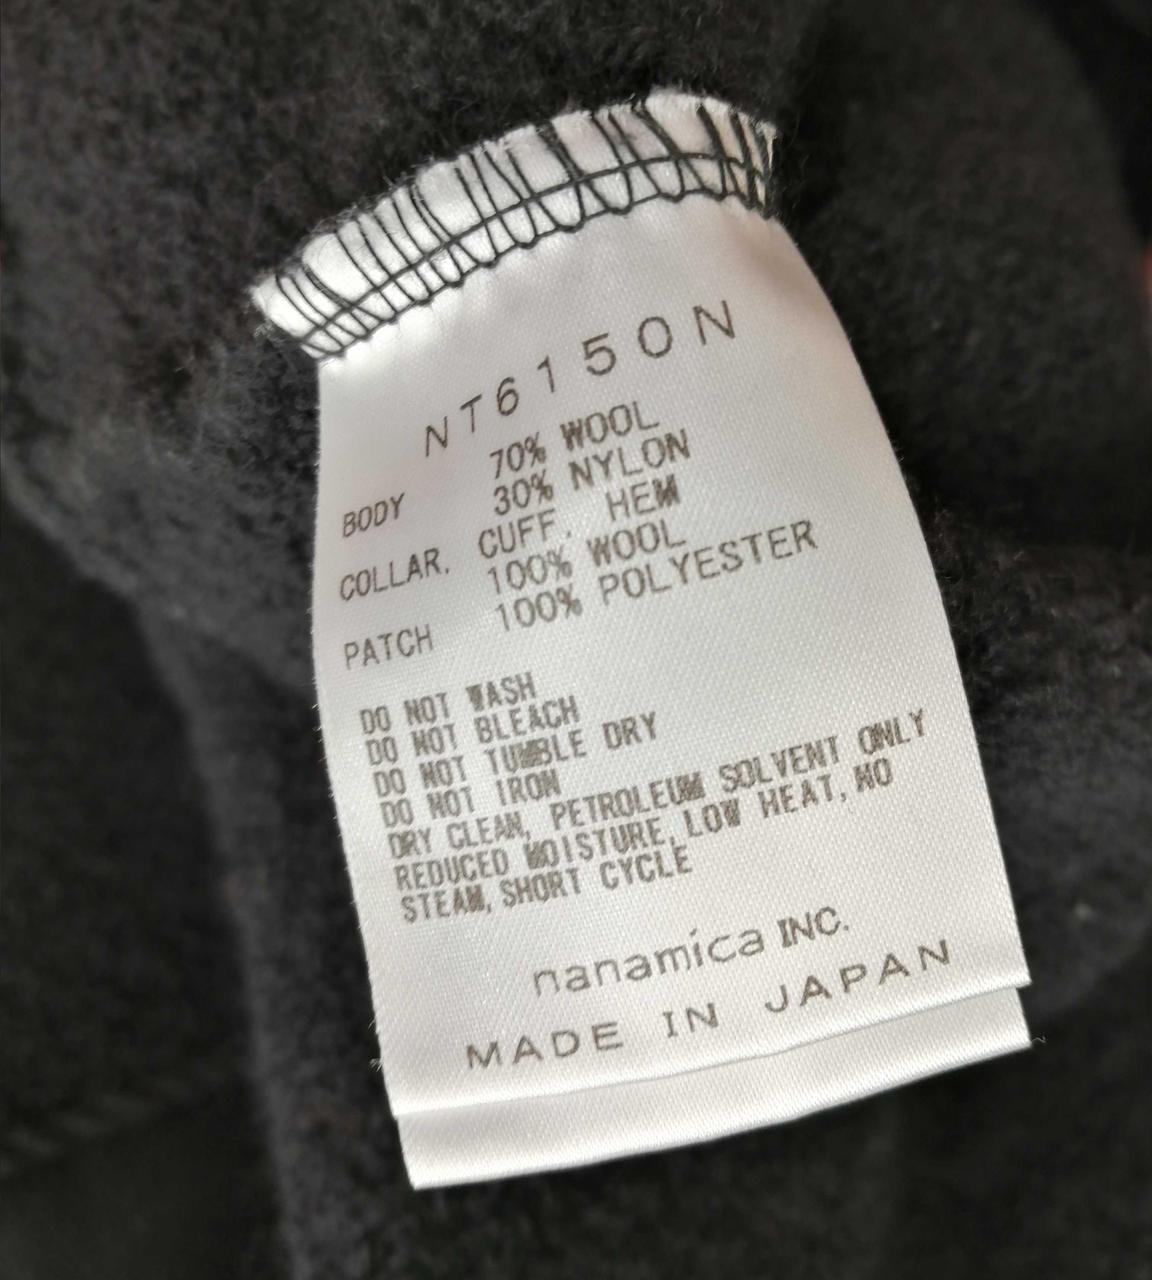 NT6150N
BODY 70% WOOL
30% NYLON
COLLAR. CUFF. HEM
100% WOOL
PATCH 100% POLYESTER
DO NOT WASH
DO NOT BLEACH
DO NOT TUMBLE DRY
DO NOT IRON
DRY CLEAN, PETROLEUM SOLVENT ONLY
REDUCED MOISTURE, LOW HEAT, NO
STEAM, SHORT CYCLE
nanamica INC.
MADE IN JAPAN